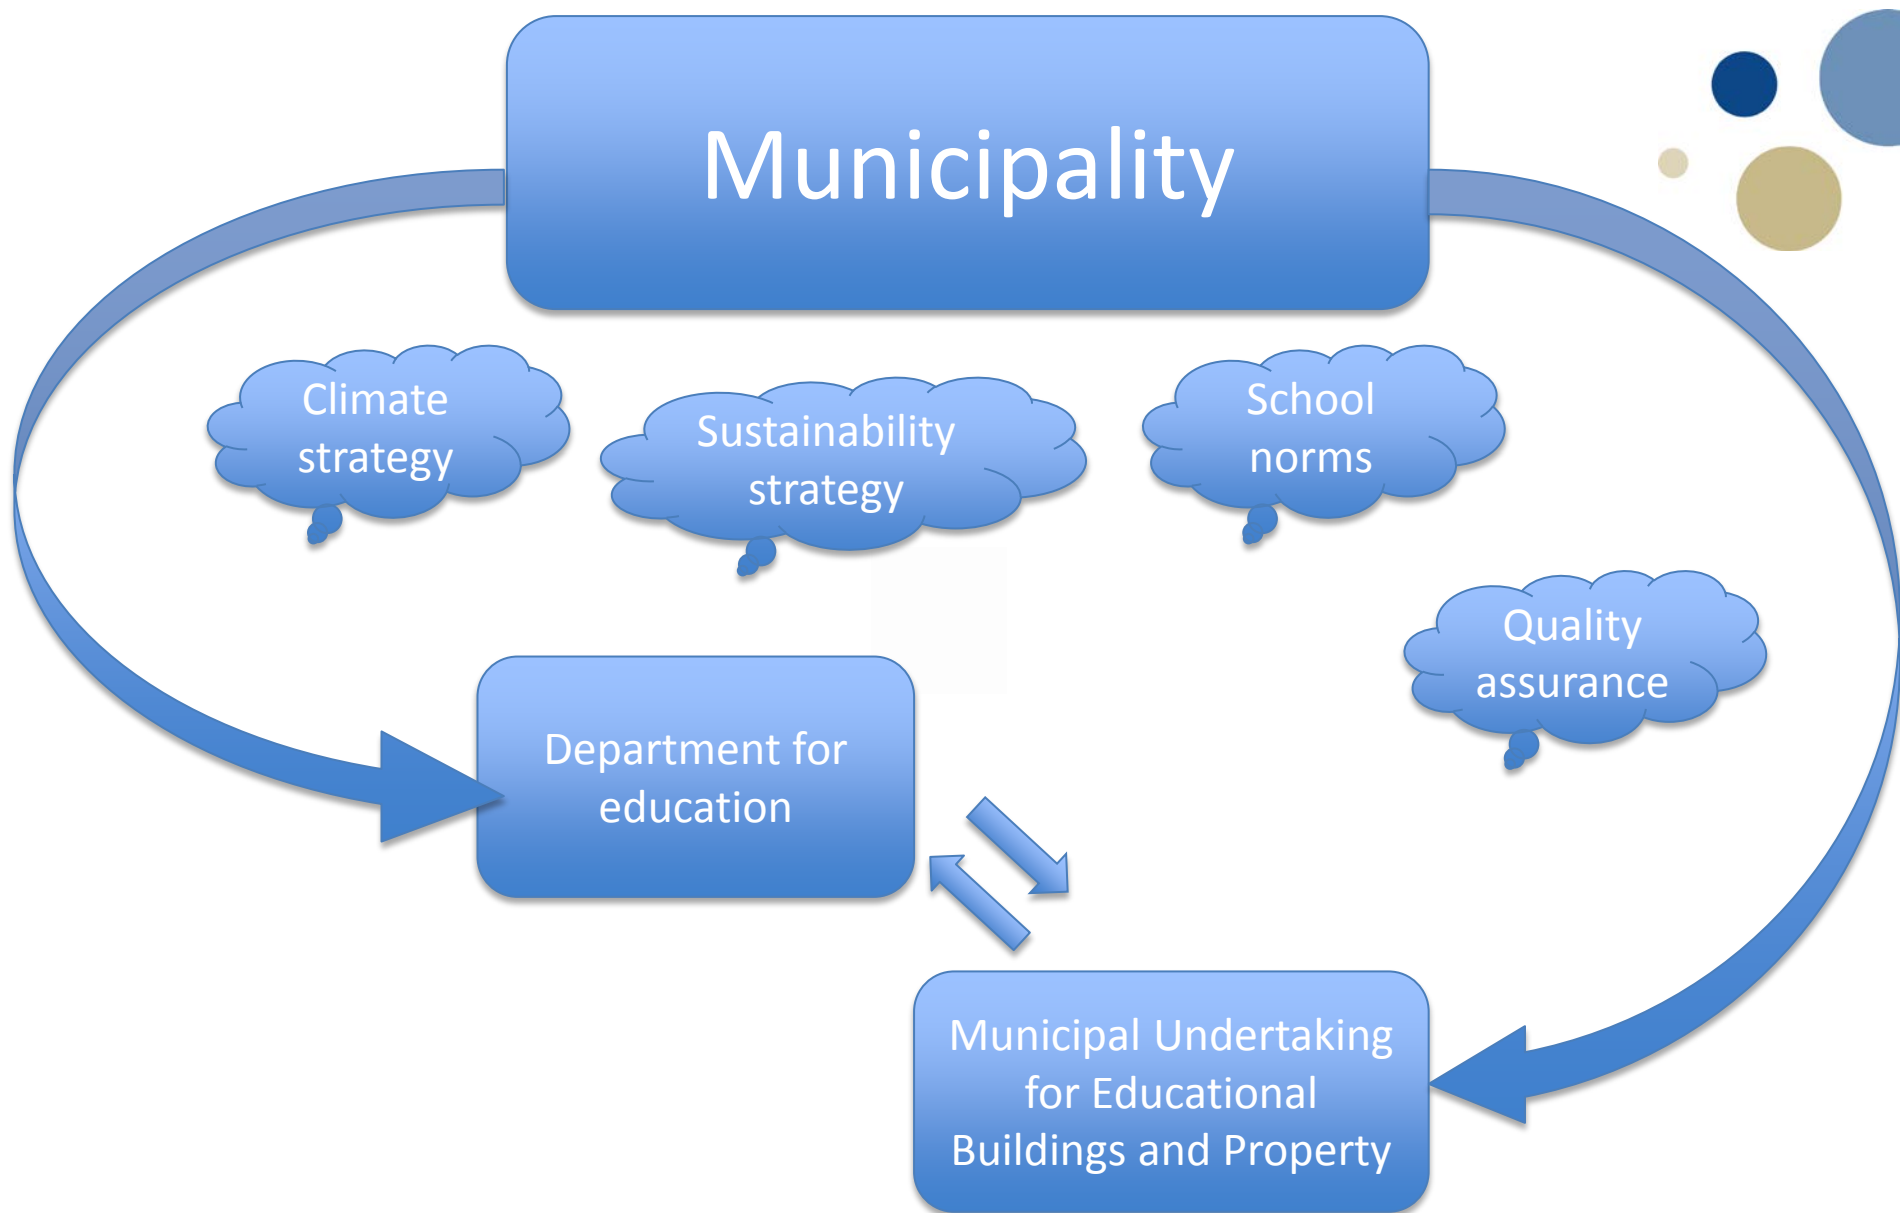 Municipality
Climate
strategy
Sustainability
strategy
School
norms
Quality
assurance
Department for
education
Municipal Undertaking
for Educational
Buildings and Property